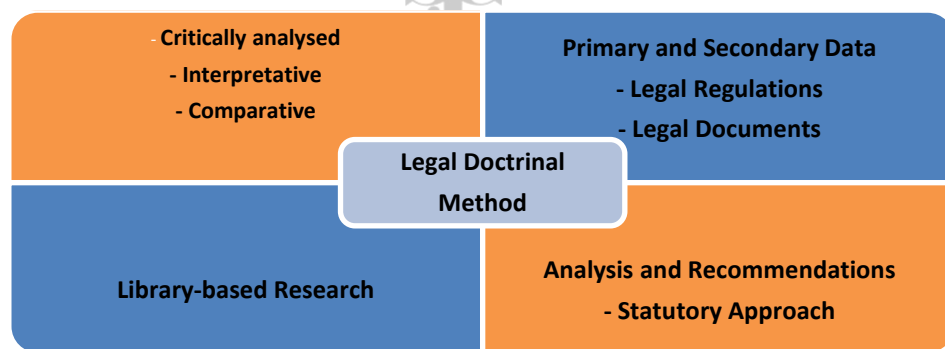 - Critically analysed
- Interpretative
- Comparative
Primary and Secondary Data
- Legal Regulations
- Legal Documents
Legal Doctrinal
Method
Library-based Research
Analysis and Recommendations
- Statutory Approach